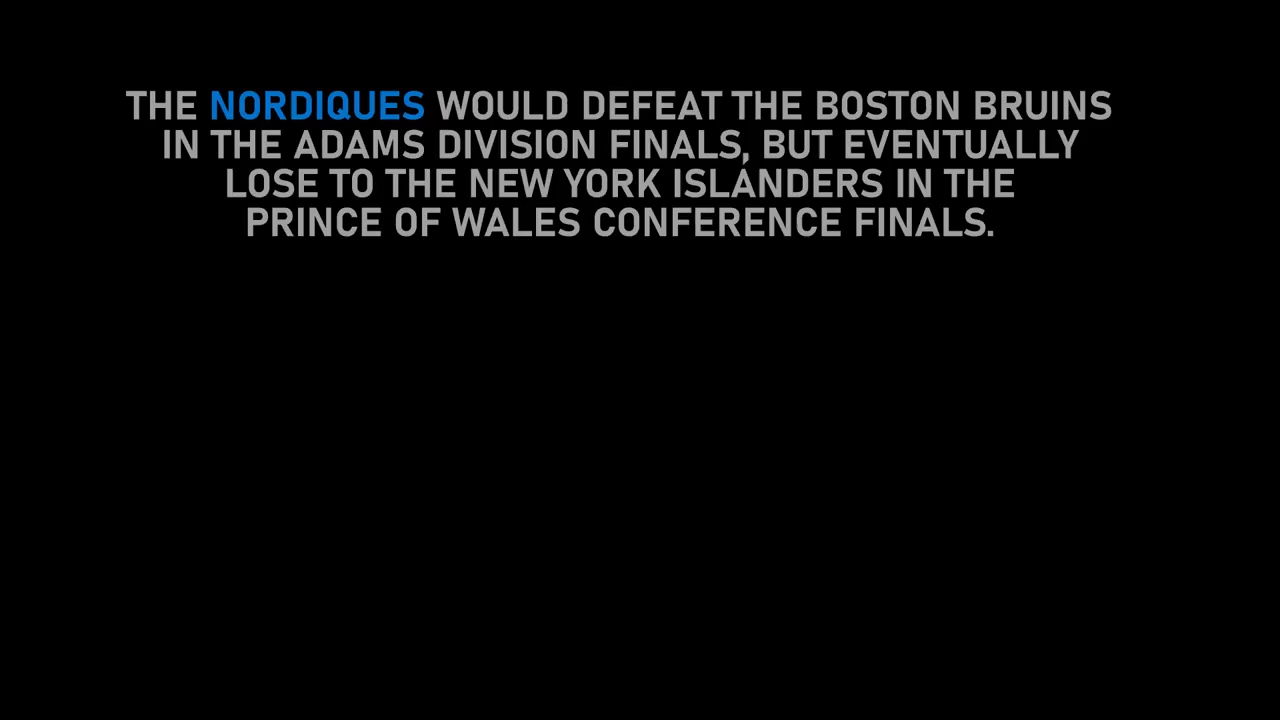 THE NORDIQUES WOULD DEFEAT THE BOSTON BRUINS
IN THE ADAMS DIVISION FINALS, BUT EVENTUALLY
LOSE TO THE NEW YORK ISLANDERS IN THE
PRINCE OF WALES CONFERENCE FINALS.